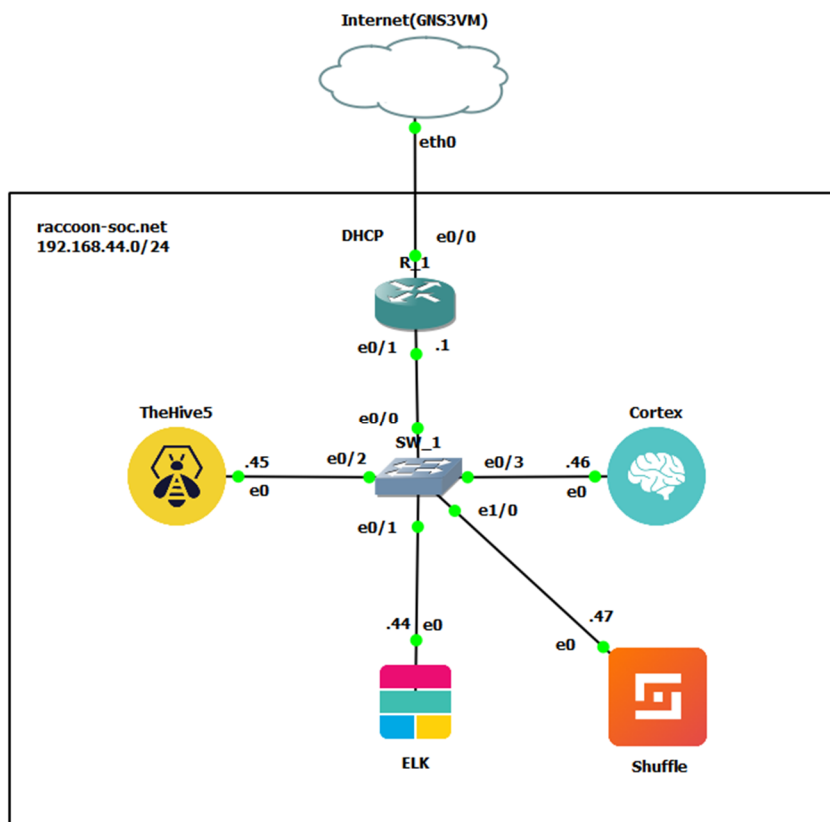 Internet(GNS3VM)
eth0
raccoon-soc.net
192.168.44.0/24
DHCP
e0/0
R_1
e0/1
.1
e0/0
SW_1
TheHive5
Cortex
.45
e0/2
e0/3
.46
e0
e0
e1/0
e0/1
.47
.44
e0
e0
ELK
Shuffle